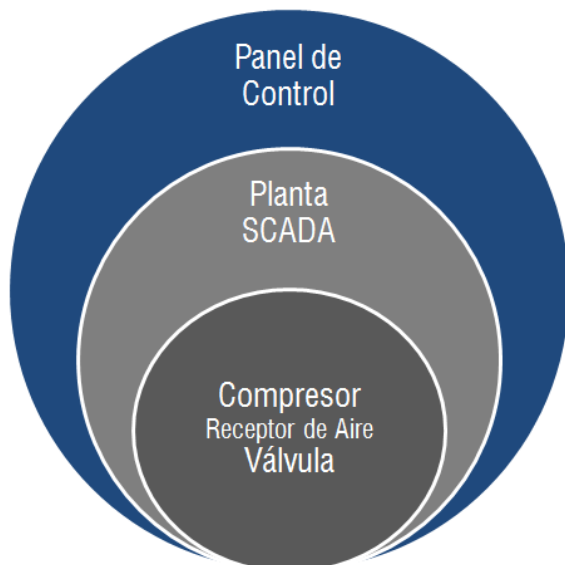 Panel de
Control
Planta
SCADA
Compresor
Receptor de Aire
Válvula